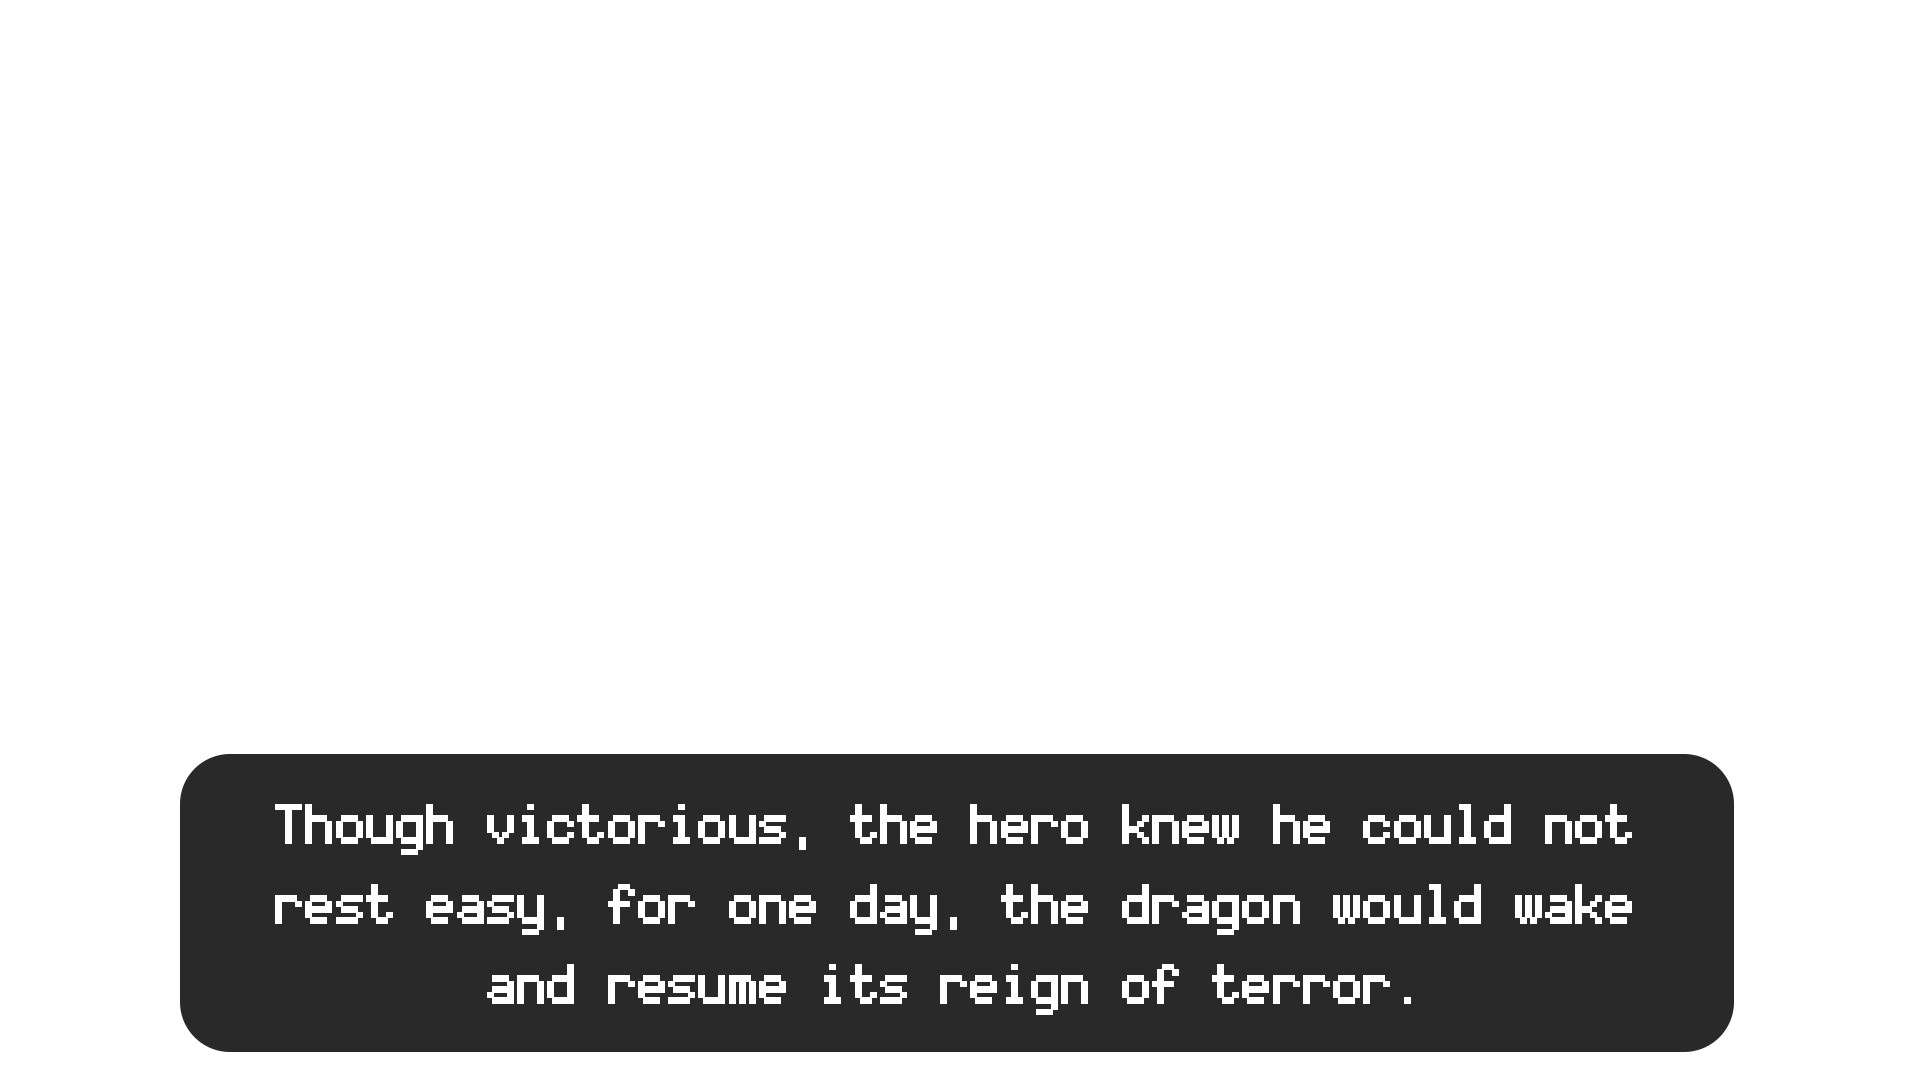 Though victorious, the hero knew he could not
rest easy, for one day, the dragon would wake
and resume its reign of terror.